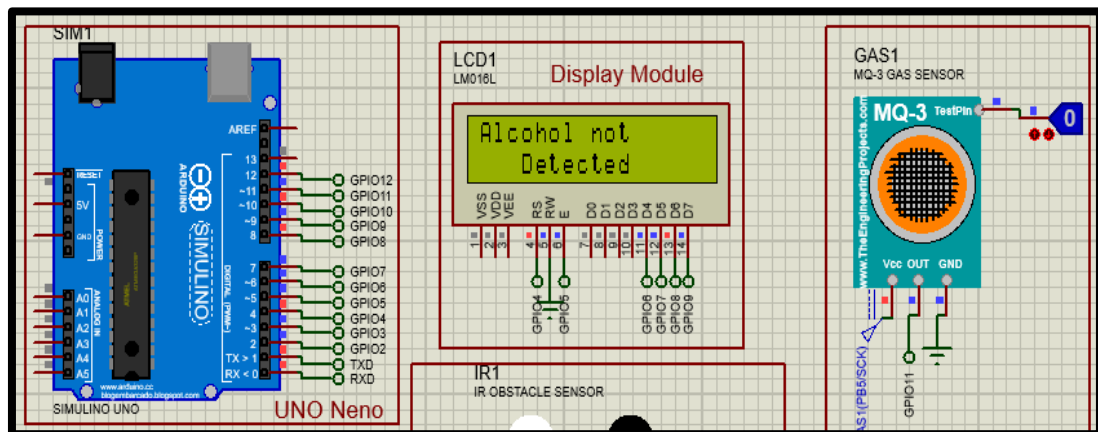 SIM1
AREF
13
12
~11
~10
~9
8
7
~6
~5
4
~3
2
TX > 1
RX < 0
RESET
5V
GND
POWER
A0
A1
A2
A3
A4
A5
ANALOG IN
ARDUINO
SIMULINO
DIGITAL (PWM~)
www.arduino.cc
blogembarcado.blogspot.com
SIMULINO UNO
UNO Neno
GPIO12
GPIO11
GPIO10
GPIO9
GPIO8
GPIO7
GPIO6
GPIO5
GPIO4
GPIO3
GPIO2
TXD
RXD
LCD1
LM016L
Display Module
Alcohol not
Detected
VSS
VDD
VEE
RS
RW
E
D0
D1
D2
D3
D4
D5
D6
D7
1
2
3
4
5
6
7
8
9
10
11
12
13
14
GPIO4
GPIO5
GPIO6
GPIO7
GPIO8
GPIO9
IR1
IR OBSTACLE SENSOR
GAS1
MQ-3 GAS SENSOR
MQ-3
TestPin
0
www.TheEngineeringProjects.com
Vcc OUT GND
AS1(PB5/SCK)
GPIO11